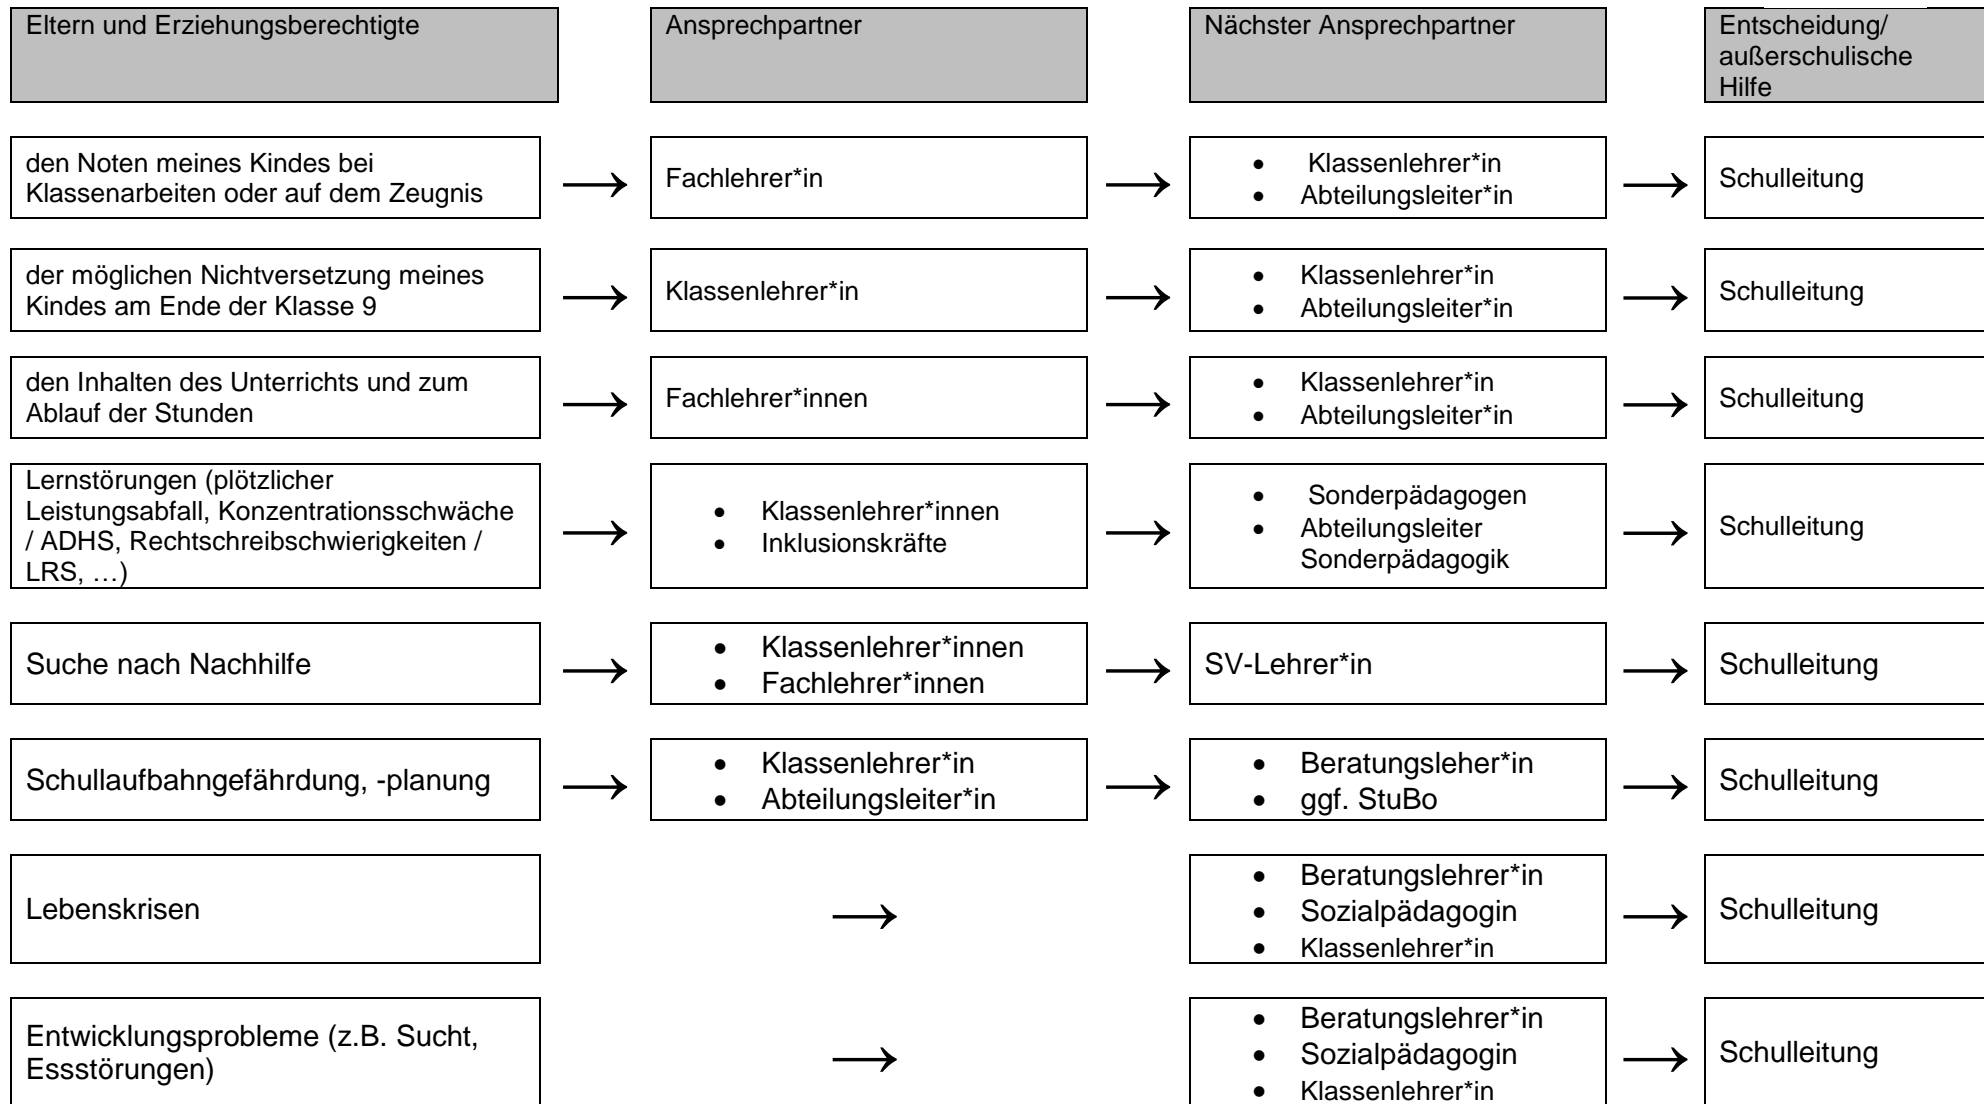 Eltern und Erziehungsberechtigte
Ansprechpartner
Nächster Ansprechpartner
Entscheidung/
außerschulische
Hilfe
den Noten meines Kindes bei
Klassenarbeiten oder auf dem Zeugnis
→
Fachlehrer*in
→
• Klassenlehrer*in
• Abteilungsleiter*in
→
Schulleitung
der möglichen Nichtversetzung meines
Kindes am Ende der Klasse 9
→
Klassenlehrer*in
→
• Klassenlehrer*in
• Abteilungsleiter*in
→
Schulleitung
den Inhalten des Unterrichts und zum
Ablauf der Stunden
→
Fachlehrer*innen
→
• Klassenlehrer*in
• Abteilungsleiter*in
→
Schulleitung
Lernstörungen (plötzlicher
Leistungsabfall, Konzentrationsschwäche
/ ADHS, Rechtschreibschwierigkeiten /
LRS, …)
→
• Klassenlehrer*innen
• Inklusionskräfte
→
• Sonderpädagogen
• Abteilungsleiter
Sonderpädagogik
→
Schulleitung
Suche nach Nachhilfe
→
• Klassenlehrer*innen
• Fachlehrer*innen
→
SV-Lehrer*in
→
Schulleitung
Schullaufbahngefährdung, -planung
→
• Klassenlehrer*in
• Abteilungsleiter*in
→
• Beratungsleher*in
• ggf. StuBo
→
Schulleitung
Lebenskrisen
→
• Beratungslehrer*in
• Sozialpädagogin
• Klassenlehrer*in
→
Schulleitung
Entwicklungsprobleme (z.B. Sucht,
Essstörungen)
→
• Beratungslehrer*in
• Sozialpädagogin
• Klassenlehrer*in
→
Schulleitung